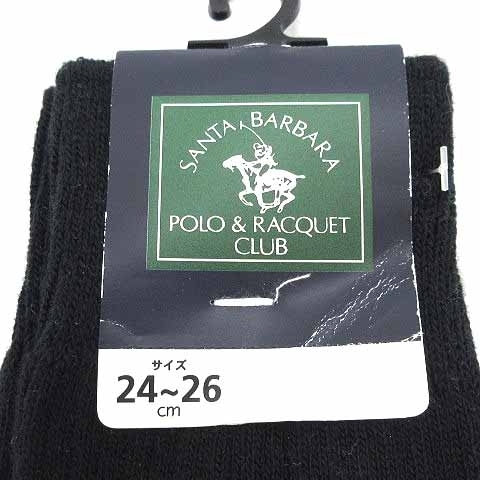 SANTA BARBARA
POLO & RACQUET
CLUB
サイズ
24~26
cm